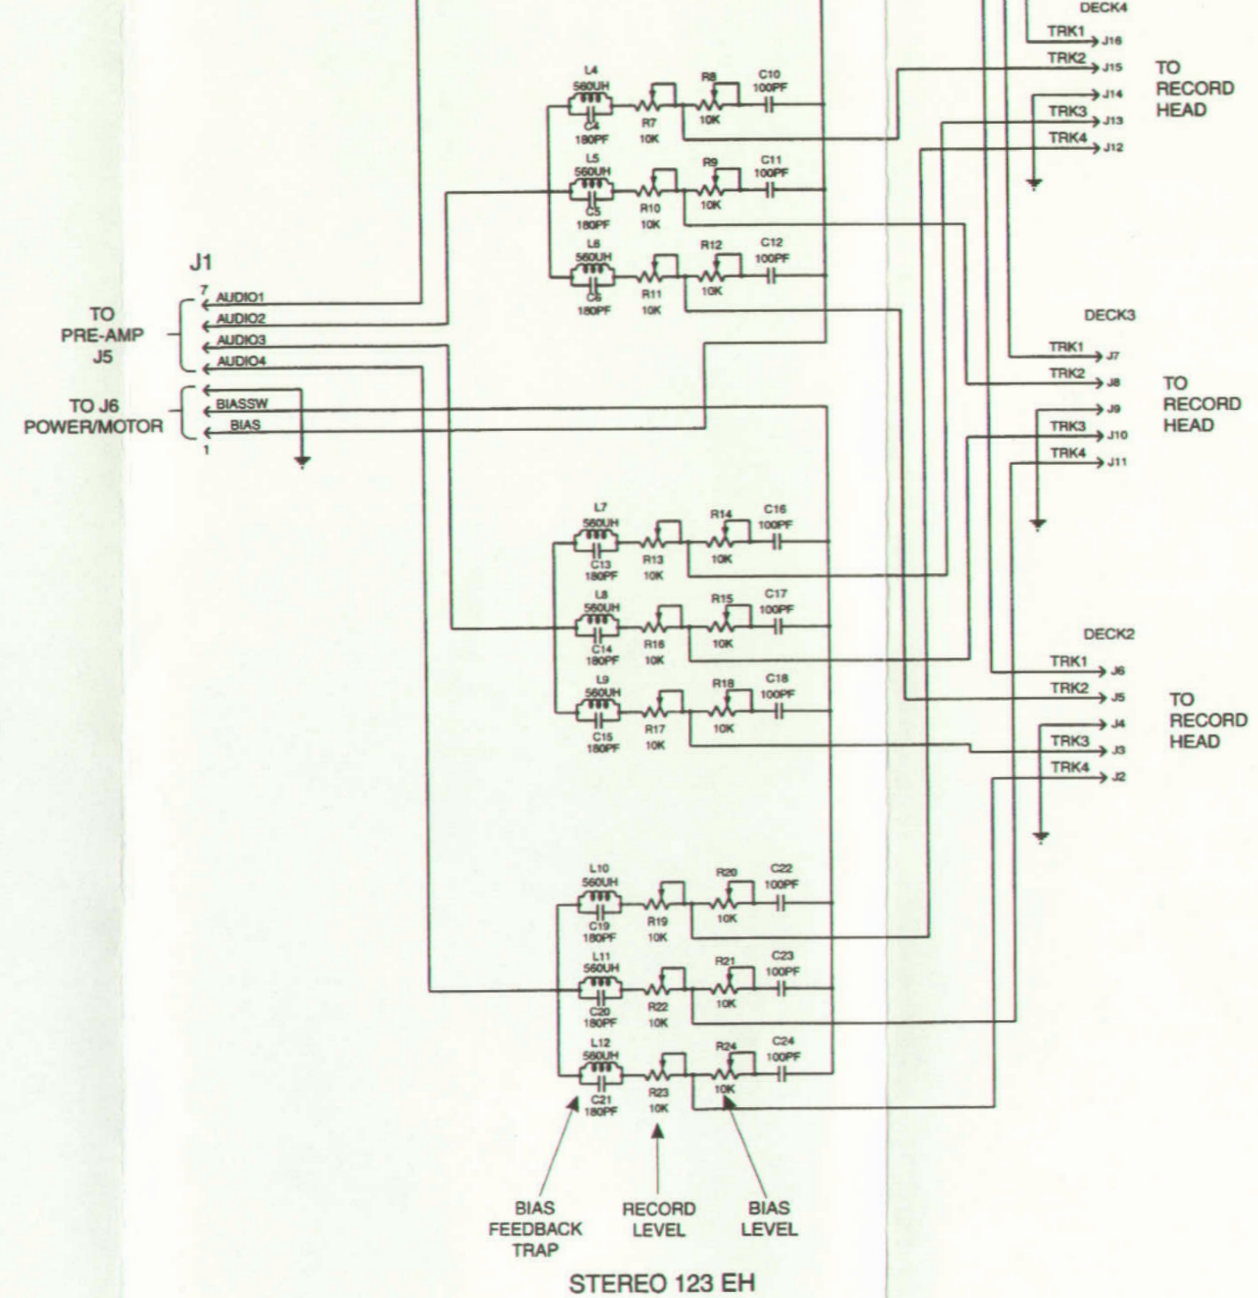 DECK4
TRK1
J16
TRK2
J15
J14
TRK3
J13
TRK4
J12
TO
RECORD
HEAD
L4
560UH
C4
180PF
R7
10K
R8
10K
C10
100PF
L5
560UH
C5
180PF
R10
10K
R9
10K
C11
100PF
L6
560UH
C6
180PF
R11
10K
R12
10K
C12
100PF
J1
7
AUDIO1
AUDIO2
AUDIO3
AUDIO4
TO
PRE-AMP
J5
BIASSW
BIAS
1
TO J6
POWER/MOTOR
DECK3
TRK1
J7
TRK2
J8
J9
TRK3
J10
TRK4
J11
TO
RECORD
HEAD
L7
560UH
C13
180PF
R13
10K
R14
10K
C16
100PF
L8
560UH
C14
180PF
R16
10K
R15
10K
C17
100PF
L9
560UH
C15
180PF
R17
10K
R18
10K
C18
100PF
DECK2
TRK1
J6
TRK2
J5
J4
TRK3
J3
TRK4
J2
TO
RECORD
HEAD
L10
560UH
C19
180PF
R19
10K
R20
10K
C22
100PF
L11
560UH
C20
180PF
R22
10K
R21
10K
C23
100PF
L12
560UH
C21
180PF
R23
10K
R24
10K
C24
100PF
BIAS
FEEDBACK
TRAP
RECORD
LEVEL
BIAS
LEVEL
STEREO 123 EH